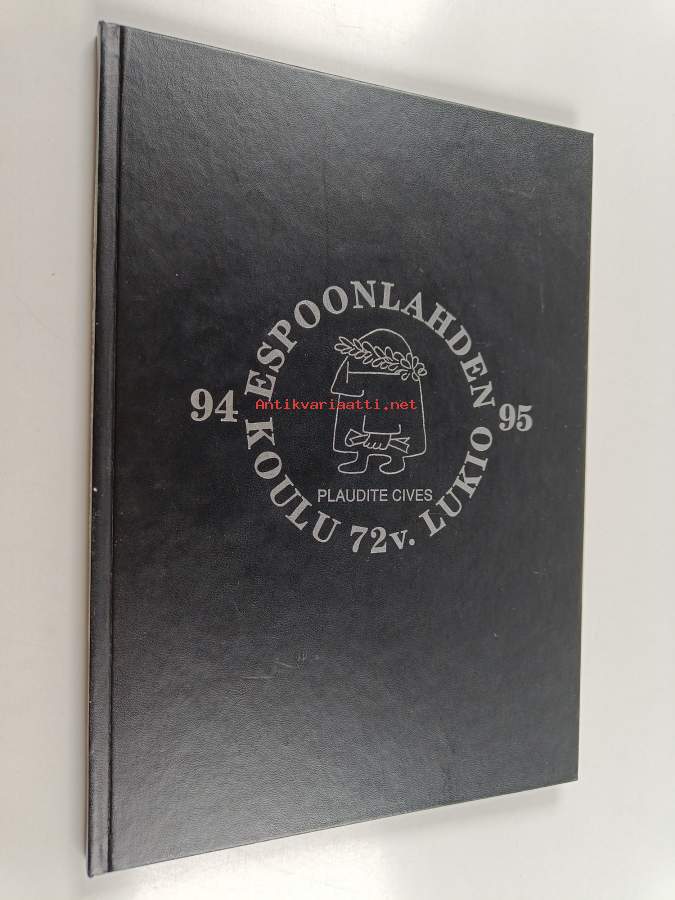 ESPOONLAHDEN
94
Antikvariaatti.net
95
PLAUDITE CIVES
KOULU 72v. LUKIO